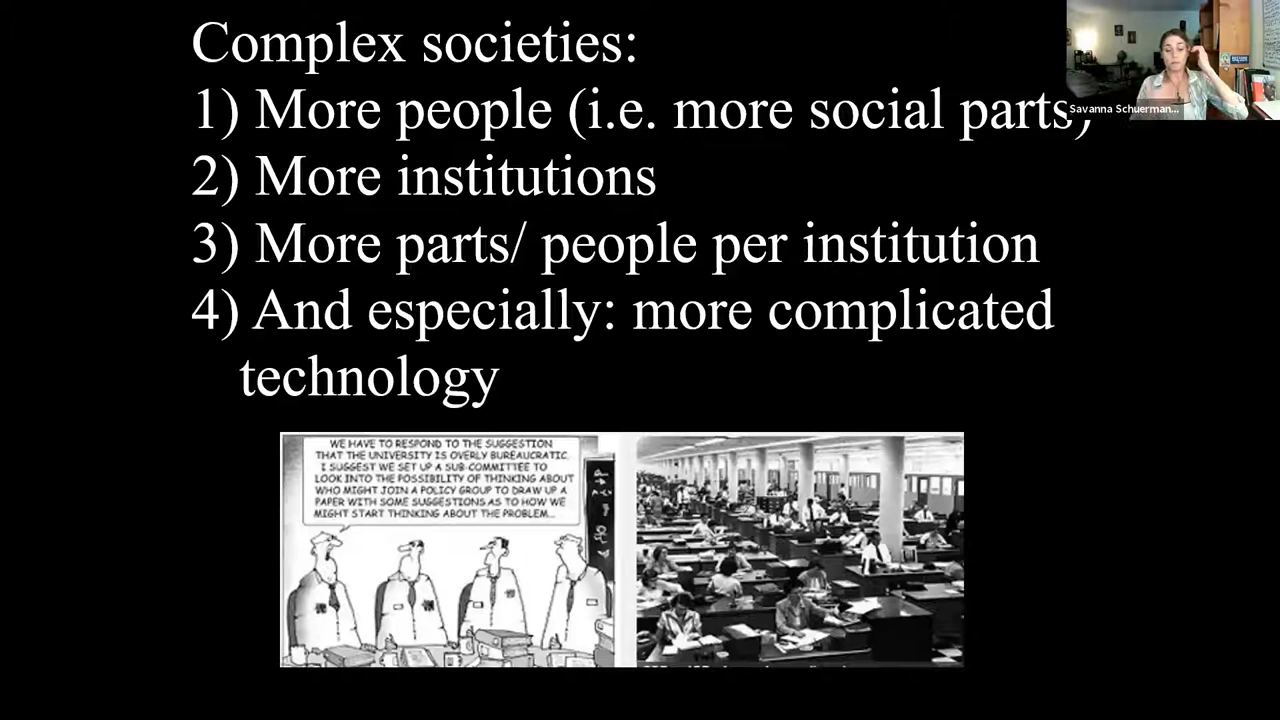 Complex societies:
1) More people (i.e. more social parts)
Savanna Schuerman...
2) More institutions
3) More parts/ people per institution
4) And especially: more complicated
technology
WE HAVE TO RESPOND TO THE SUGGESTION
THAT THE UNIVERSITY IS OVERLY BUREAUCRATIC.
I SUGGEST WE SET UP A SUB-COMMITTEE TO
LOOK INTO THE POSSIBILITY OF THINKING ABOUT
WHO MIGHT JOIN A POLICY GROUP TO DRAW UP A
PAPER WITH SOME SUGGESTIONS AS TO HOW WE
MIGHT START THINKING ABOUT THE PROBLEM...